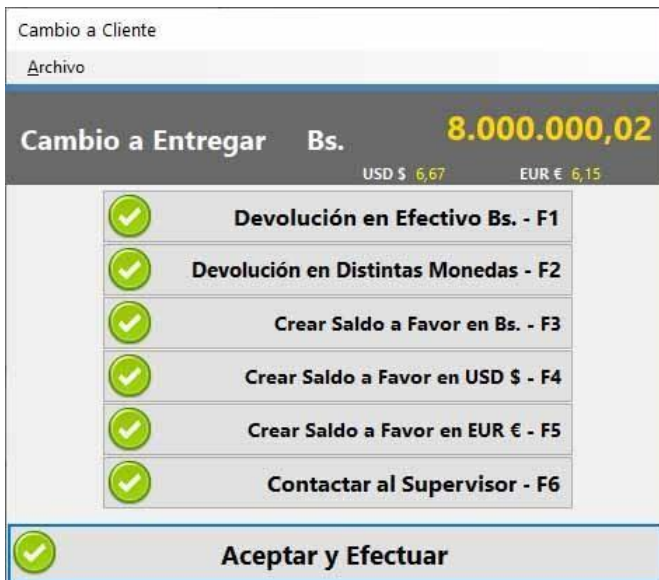 Cambio a Cliente
Archivo
Cambio a Entregar Bs. 8.000.000,02
USD $ 6,67 EUR € 6,15
Devolución en Efectivo Bs. - F1
Devolución en Distintas Monedas - F2
Crear Saldo a Favor en Bs. - F3
Crear Saldo a Favor en USD $ - F4
Crear Saldo a Favor en EUR € - F5
Contactar al Supervisor - F6
Aceptar y Efectuar